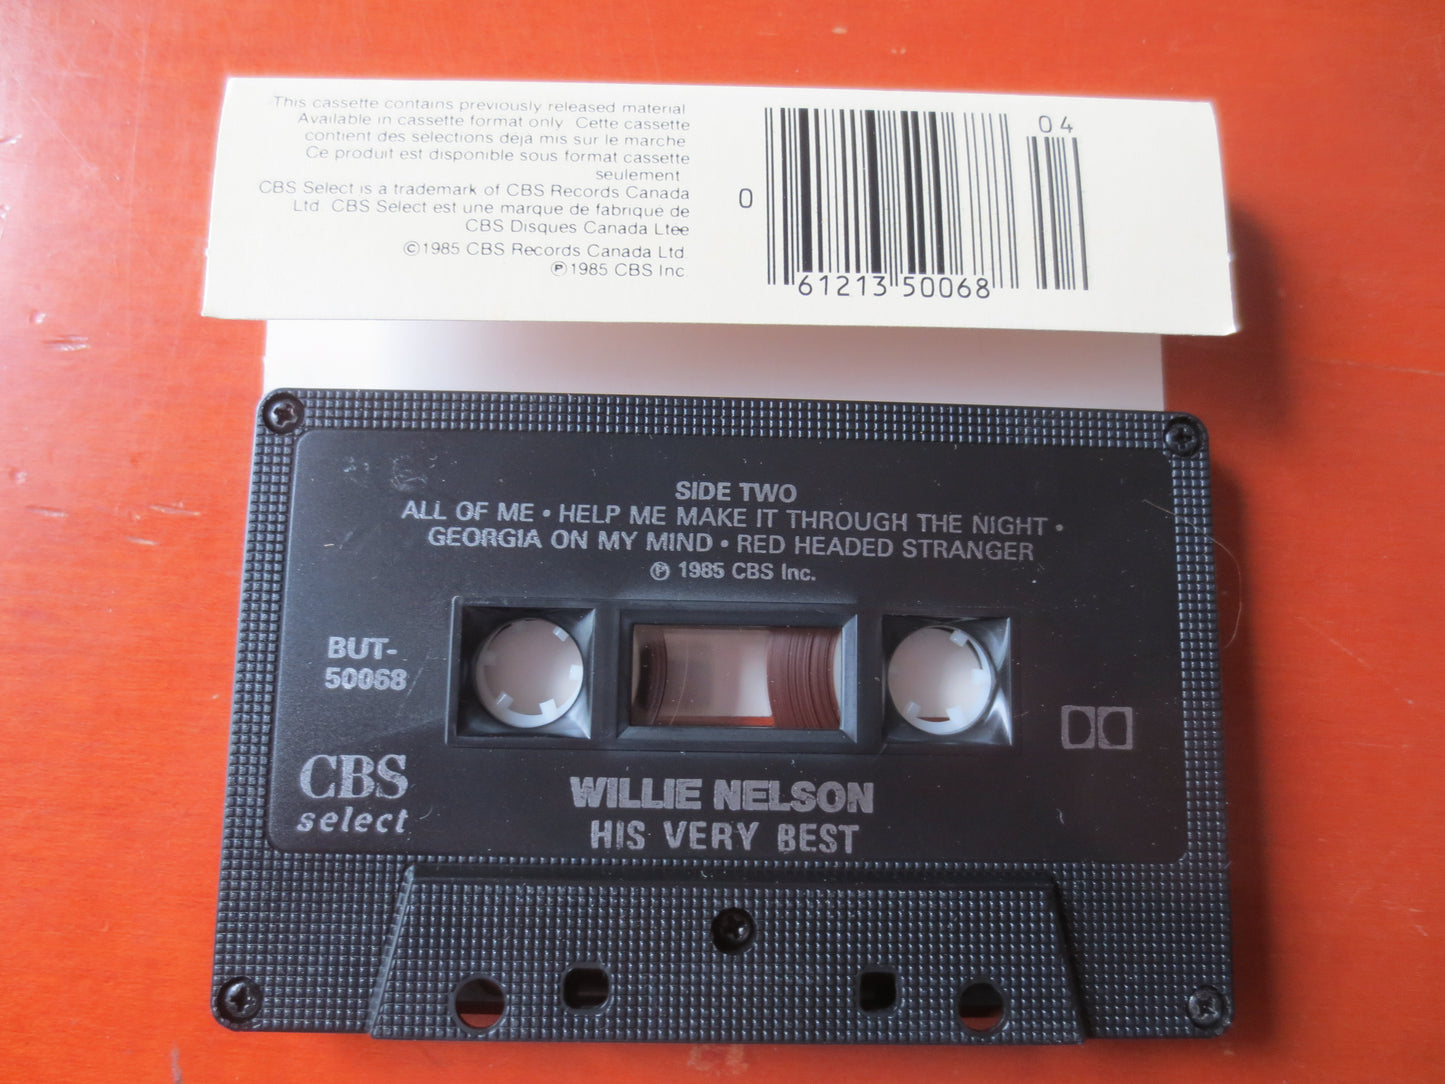 This cassette contains previously released material
Available in cassette format only Cette cassette
contient des selections deja mis sur le marche
Ce produit est disponible sous format cassette
seulement
CBS Select is a trademark of CBS Records Canada
Ltd. CBS Select est une marque de fabrique de
CBS Disques Canada Ltee
©1985 CBS Records Canada Ltd.
℗1985 CBS Inc
04
0
61213 50068
SIDE TWO
ALL OF ME • HELP ME MAKE IT THROUGH THE NIGHT •
GEORGIA ON MY MIND • RED HEADED STRANGER
℗ 1985 CBS Inc.
BUT-
50068
CBS
select
WILLIE NELSON
HIS VERY BEST